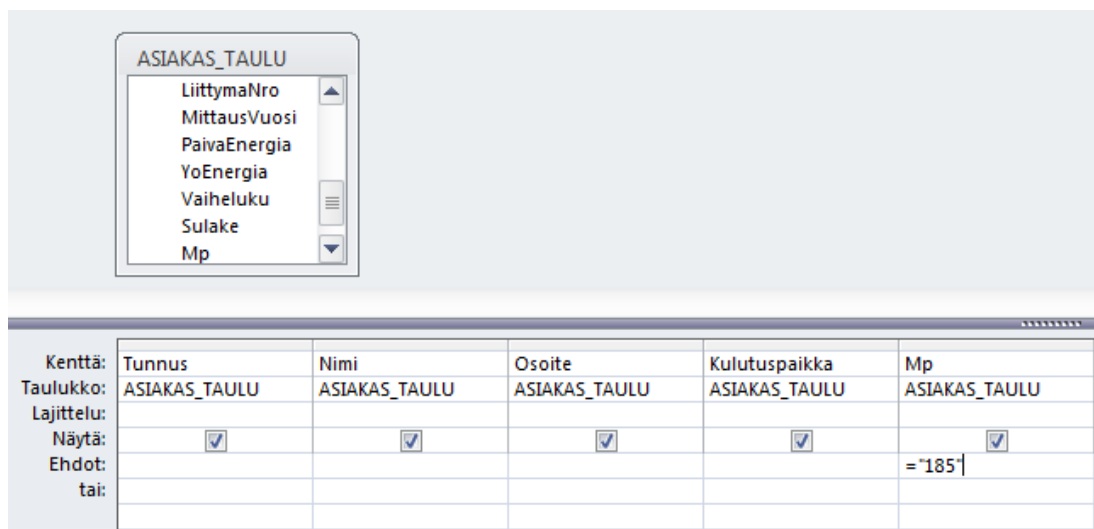 ASIAKAS_TAULU
LiittymaNro
MittausVuosi
PaivaEnergia
YoEnergia
Vaiheluku
Sulake
Mp
Kenttä: Tunnus Nimi Osoite Kulutuspaikka Mp
Taulukko: ASIAKAS_TAULU ASIAKAS_TAULU ASIAKAS_TAULU ASIAKAS_TAULU ASIAKAS_TAULU
Lajittelu:
Näytä:
Ehdot: ="185"
tai: